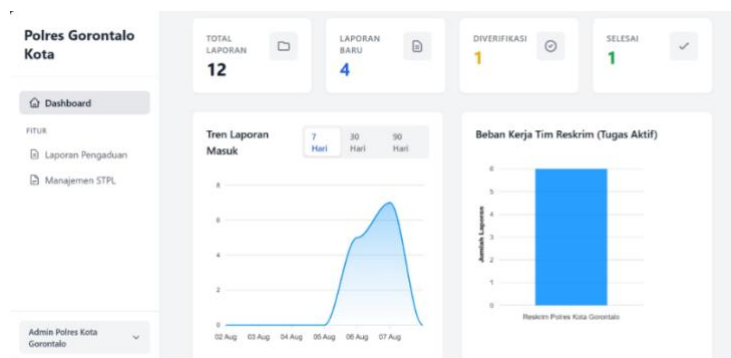 Polres Gorontalo
Kota
Dashboard
FITUR
Laporan Pengaduan
Manajemen STPL
Admin Polres Kota
Gorontalo
TOTAL
LAPORAN
12
LAPORAN
BARU
4
DIVERIFIKASI
1
SELESAI
1
Tren Laporan
Masuk
7
Hari
30
Hari
90
Hari
8
6
4
2
0
02 Aug 03 Aug 04 Aug 05 Aug 06 Aug 07 Aug
Beban Kerja Tim Reskrim (Tugas Aktif)
Jumlah Laporan
6
5
4
3
2
1
0
Reskrim Polres Kota Gorontalo